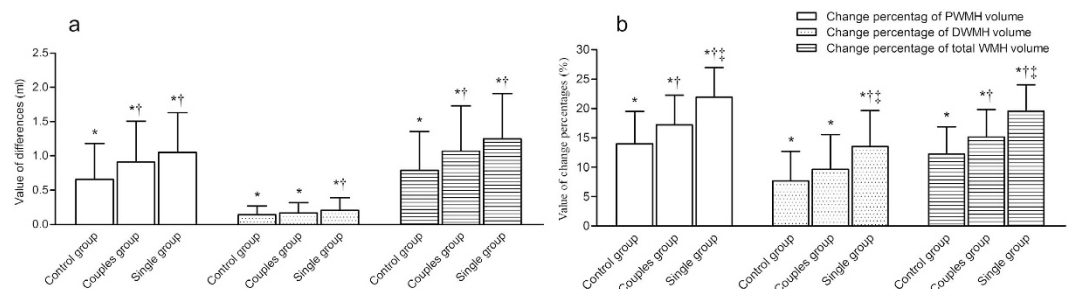 a
Value of differences (ml)
2.5
2.0
1.5
1.0
0.5
0.0
*
*†
*†
*
*
*†
*
*†
*†
Control group
Couples group
Single group
Control group
Couples group
Single group
Control group
Couples group
Single group
b
Change percentag of PWMH volume
Change percentage of DWMH volume
Change percentage of total WMH volume
Value of change percentages (%)
30
25
20
15
10
5
0
*
*†
*†‡
*
*
*†‡
*
*†
*†‡
Control group
Couples group
Single group
Control group
Couples group
Single group
Control group
Couples group
Single group